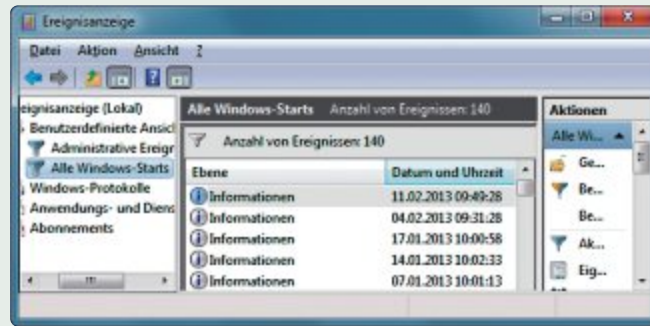 Ereignisanzeige
Datei Aktion Ansicht ?
eignisanzeige (Lokal)
Benutzerdefinierte Ansich
Administrative Ereigr
Alle Windows-Starts
Windows-Protokolle
Anwendungs- und Diens
Abonnements
Alle Windows-Starts Anzahl von Ereignissen: 140
Anzahl von Ereignissen: 140
Ebene Datum und Uhrzeit
Informationen 11.02.2013 09:49:28
Informationen 04.02.2013 09:31:28
Informationen 17.01.2013 10:00:58
Informationen 14.01.2013 10:02:33
Informationen 07.01.2013 10:01:13
Aktionen
Alle Wi...
Ge...
Be...
Be...
Ak...
Eig...